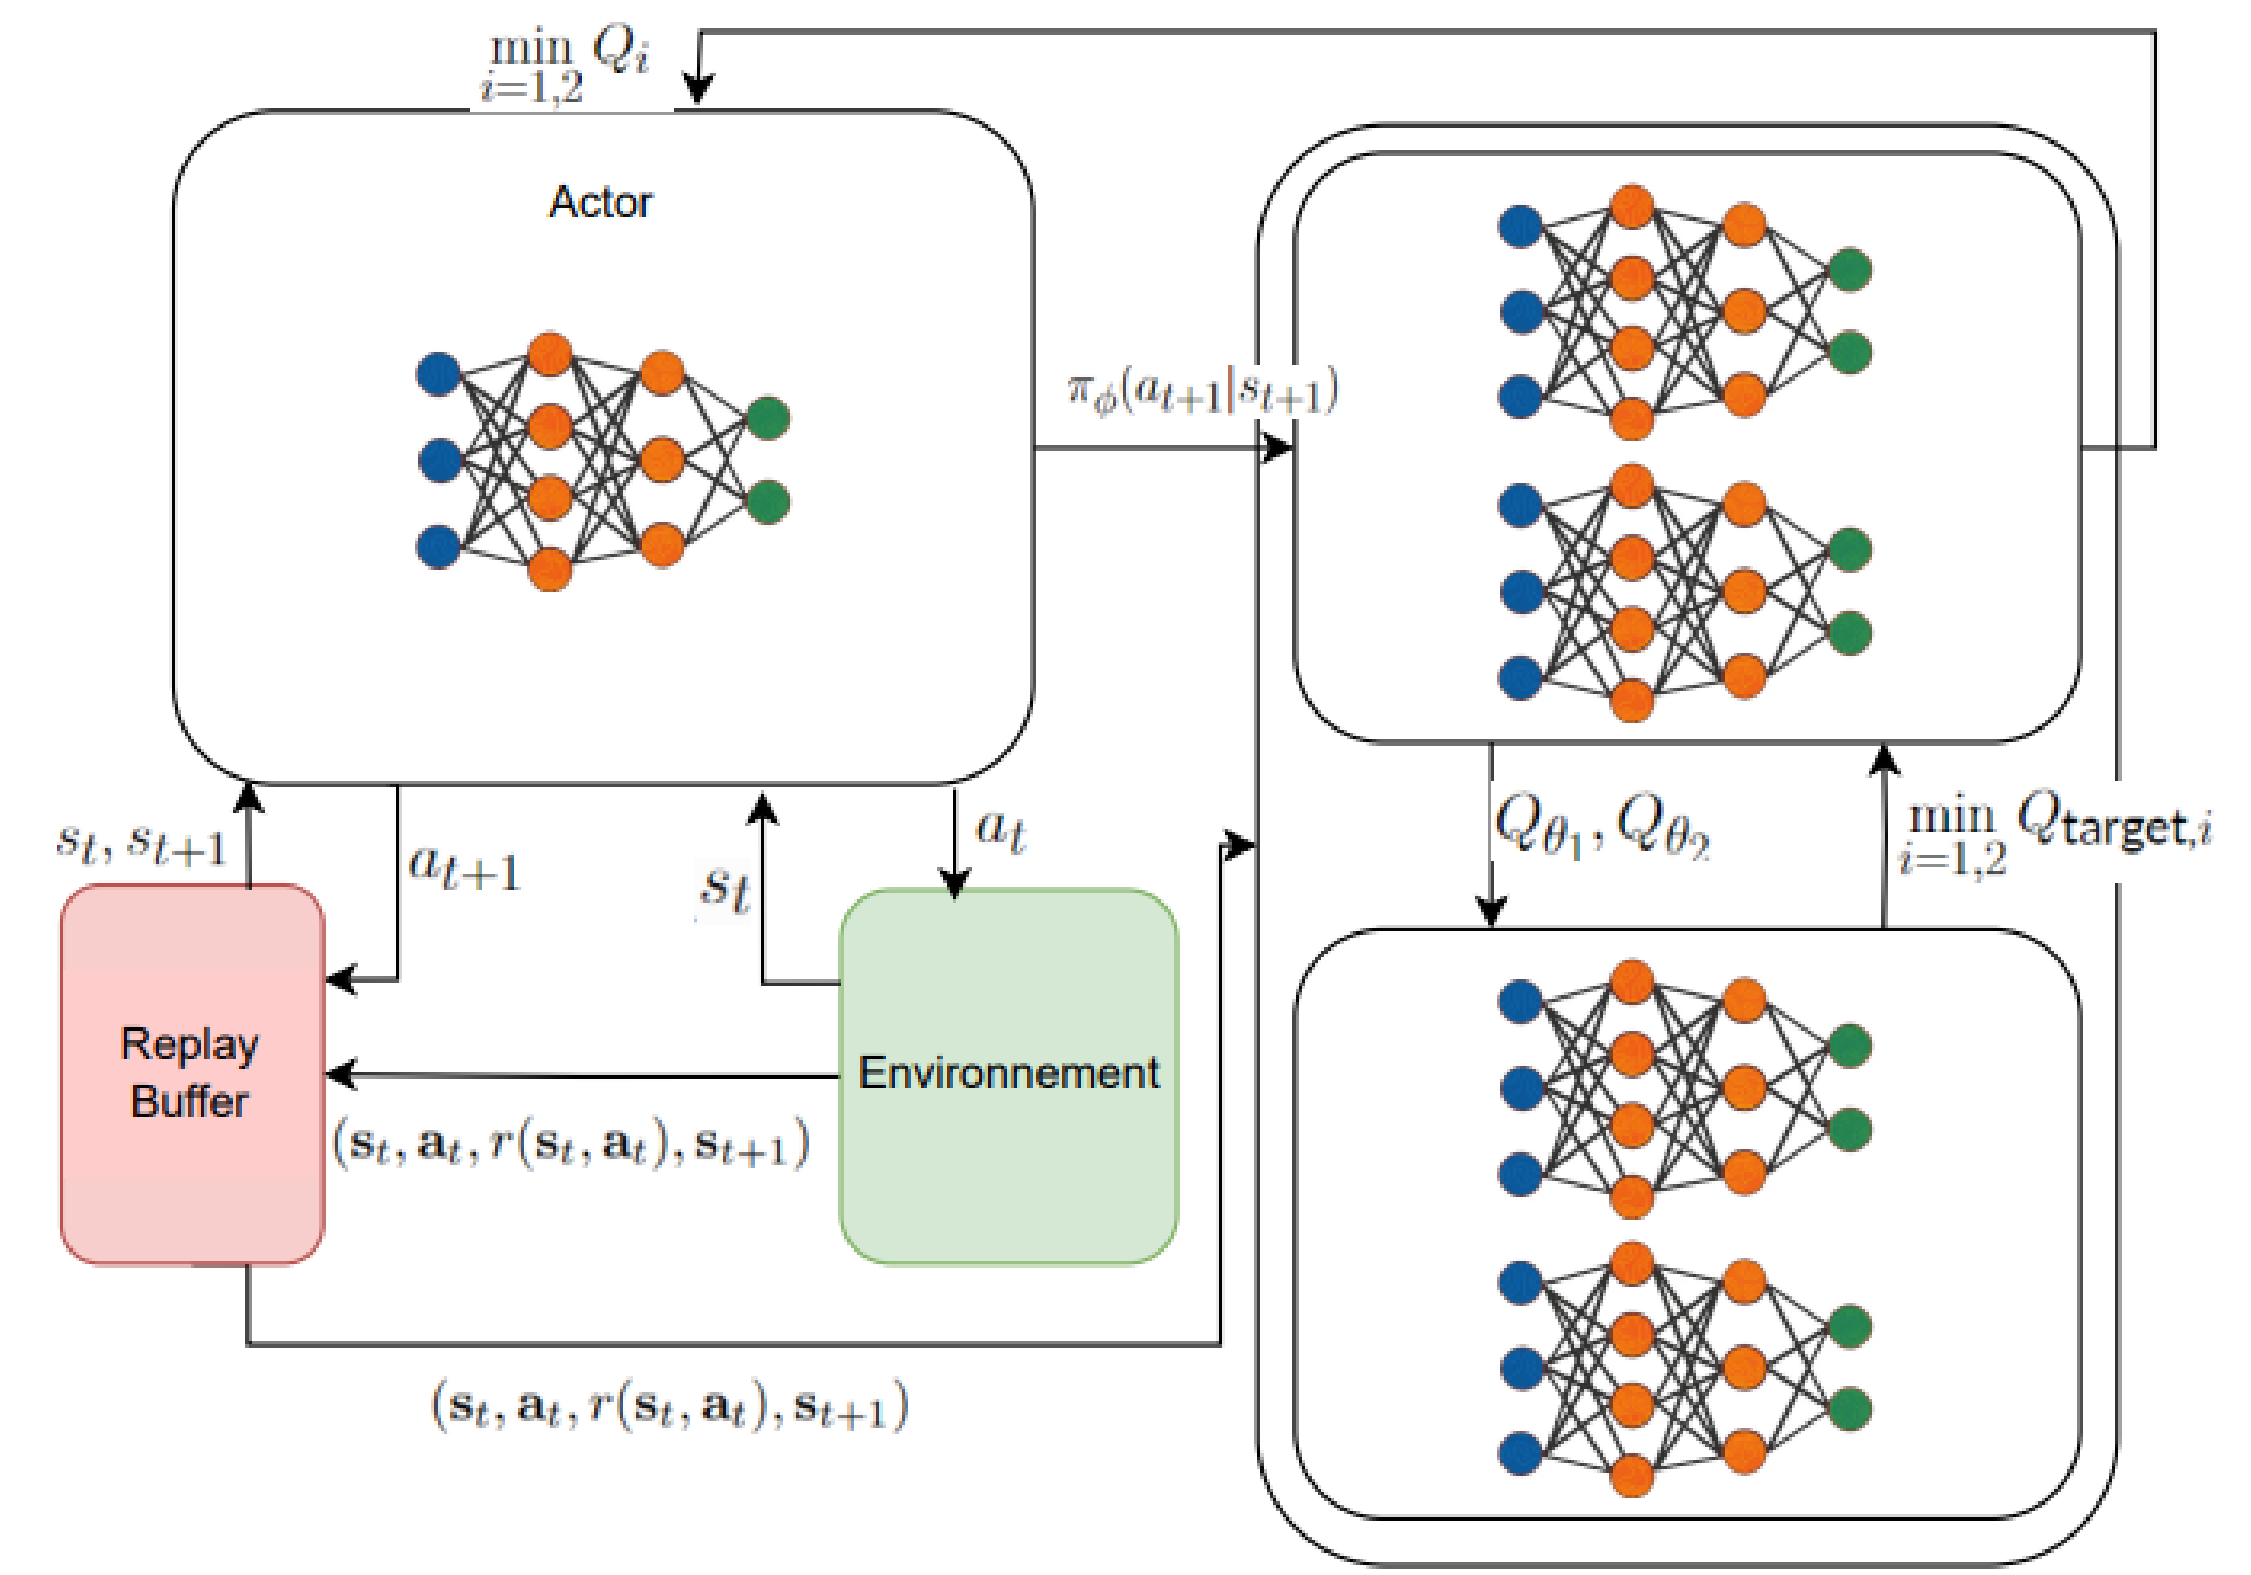 min Q_i
i=1,2
Actor
π_ϕ(a_{t+1}|s_{t+1})
s_t, s_{t+1}
a_{t+1}
s_t
a_t
Q_{θ_1}, Q_{θ_2}
min Q_{target,i}
i=1,2
Replay
Buffer
Environnement
(s_t, a_t, r(s_t, a_t), s_{t+1})
(s_t, a_t, r(s_t, a_t), s_{t+1})